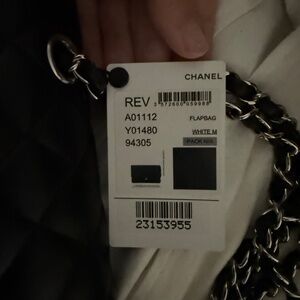 CHANEL
REV
A01112 FLAPBAG
Y01480 WHITE M
94305
23153955